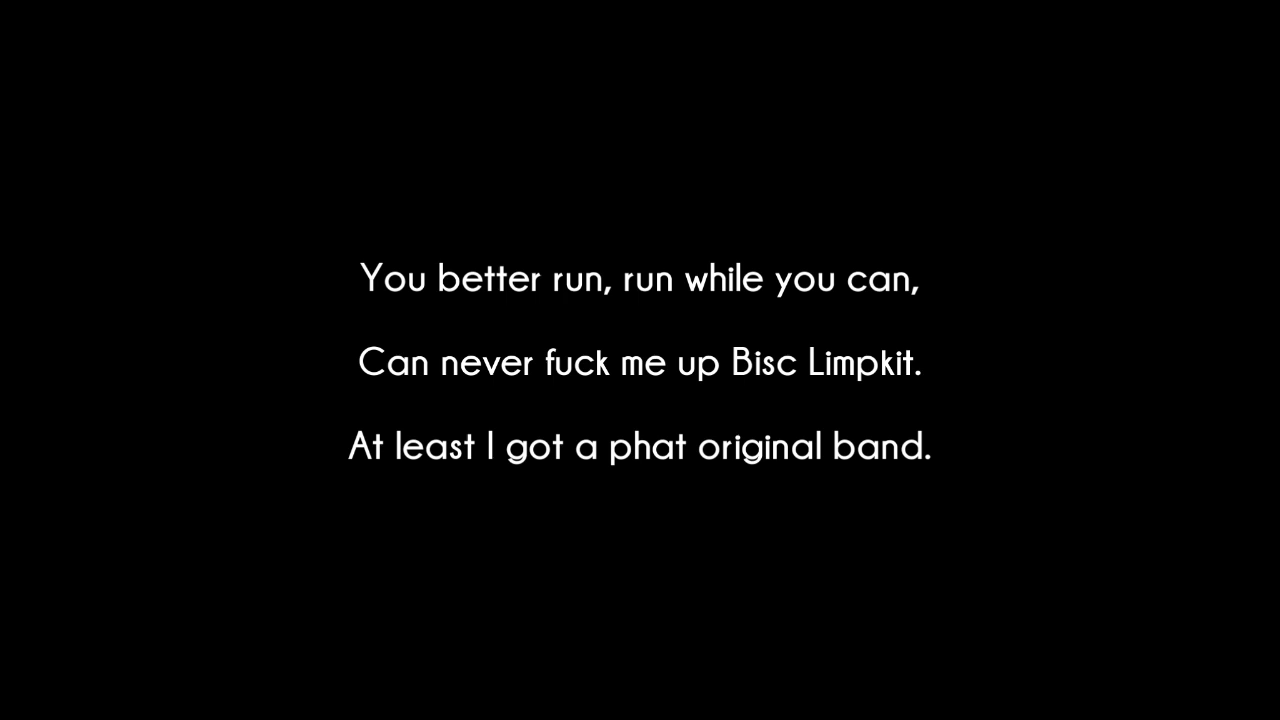 You better run, run while you can,
Can never fuck me up Bisc Limpkit.
At least I got a phat original band.